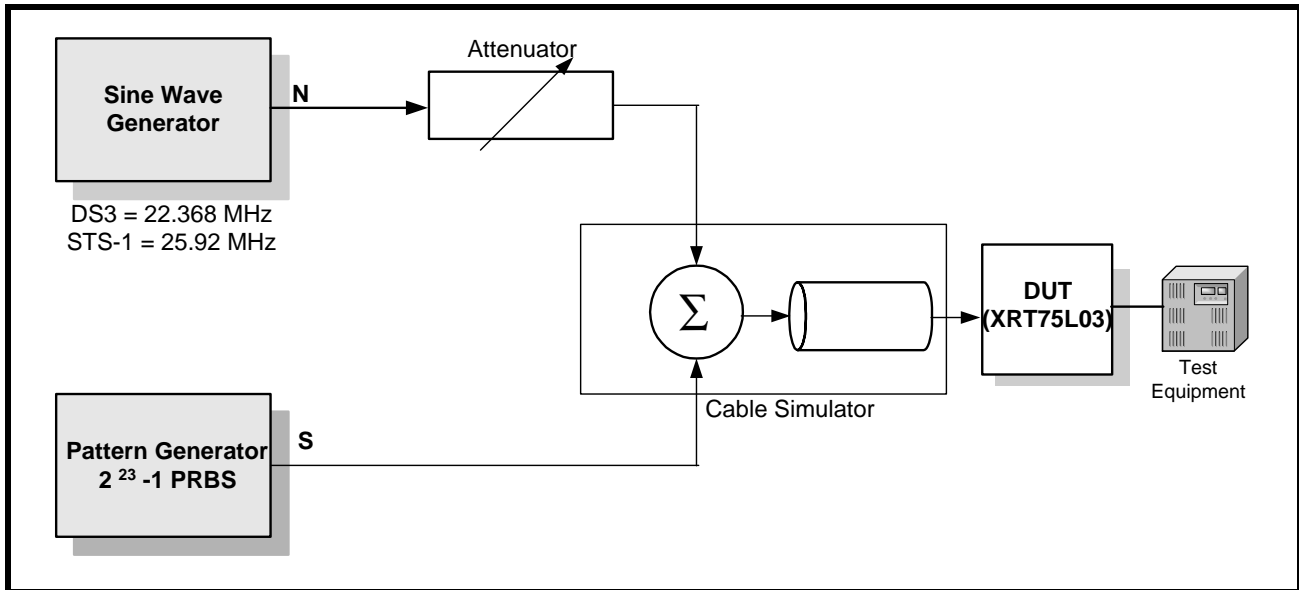 Attenuator
Sine Wave
Generator
N
DS3 = 22.368 MHz
STS-1 = 25.92 MHz
Σ
DUT
(XRT75L03)
Test
Equipment
Cable Simulator
Pattern Generator
2 ²³ -1 PRBS
S